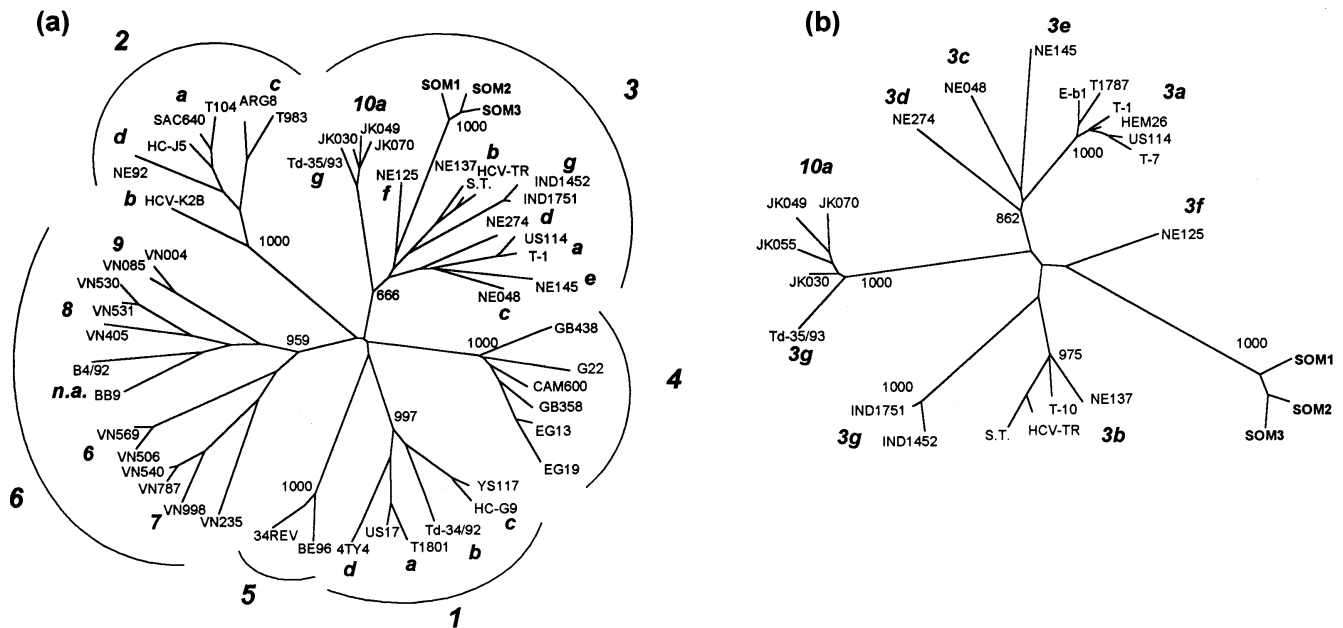 (a)
2
a
c
T104
ARG8
SAC640
T983
d
HC-J5
NE92
b
HCV-K2B
1000
3
SOM1
SOM2
SOM3
1000
10a
JK049
JK030
JK070
Td-35/93
g
NE125
f
NE137
b
HCV-TR
S.T.
g
IND1452
IND1751
NE274
d
US114
T-1
a
NE145
e
NE048
c
666
9
VN004
VN085
VN530
8
VN531
VN405
959
B4/92
n.a.
BB9
VN569
6
VN506
VN540
VN787
7
VN998
VN235
6
GB438
1000
G22
CAM600
GB358
EG13
EG19
4
997
YS117
HC-G9
c
Td-34/92
b
US17
T1801
a
4TY4
d
1
1000
34REV
BE96
5
(b)
3e
NE145
3c
NE048
3d
NE274
E-b1
T1787
3a
T-1
HEM26
US114
T-7
1000
862
10a
JK049
JK070
JK055
JK030
1000
Td-35/93
3g
3f
NE125
1000
SOM1
SOM2
SOM3
975
1000
IND1751
IND1452
3g
T-10
NE137
HCV-TR
S.T.
3b